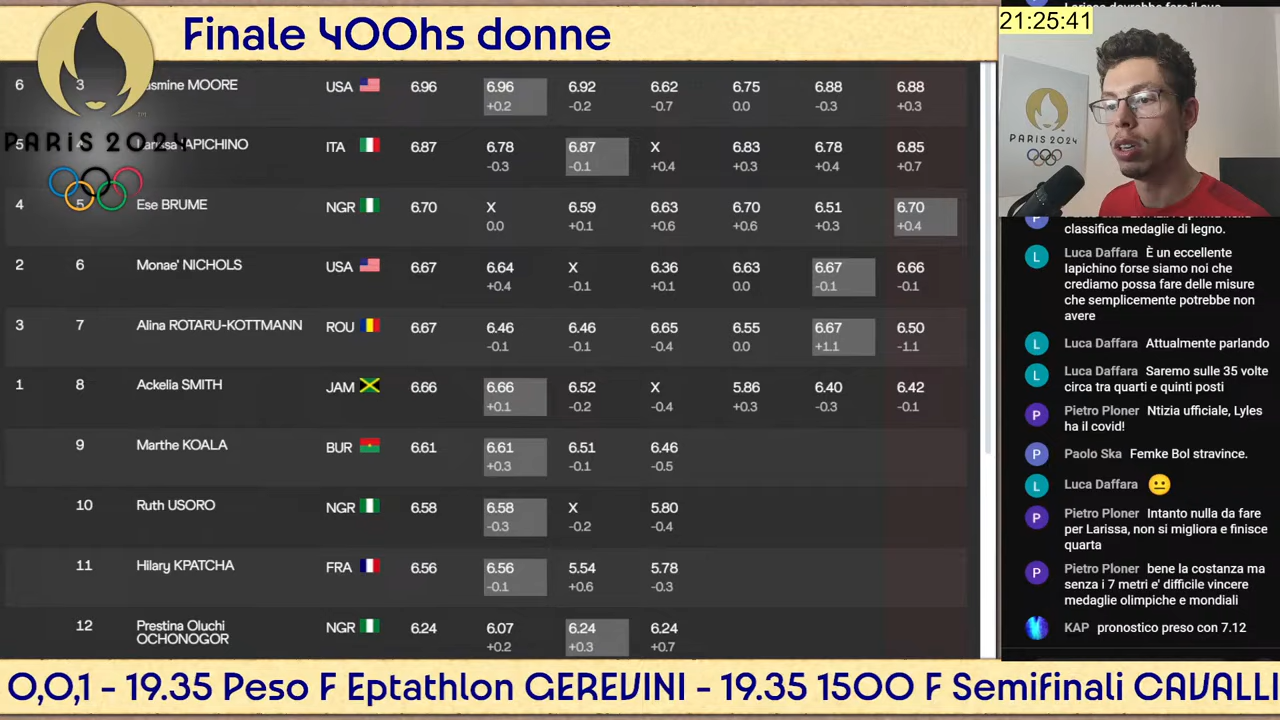 Finale 400hs donne
21:25:41
6 3 asmine MOORE USA 6.96 6.96 6.92 6.62 6.75 6.88 6.88
+0.2 -0.2 0.0 -0.3 +0.3
PARIS 2024
5 4 Larissa IAPICHINO ITA 6.87 6.78 6.87 X 6.83 6.78 6.85
-0.3 -0.1 +0.4 +0.3 +0.4 +0.7
4 5 Ese BRUME NGR 6.70 X 6.59 6.63 6.70 6.51 6.70
0.0 +0.1 +0.6 +0.6 +0.3 +0.4
2 6 Monae' NICHOLS USA 6.67 6.64 X 6.36 6.63 6.67 6.66
+0.4 -0.1 +0.1 0.0 -0.1 -0.1
3 7 Alina ROTARU-KOTTMANN ROU 6.67 6.46 6.46 6.65 6.55 6.67 6.50
-0.1 -0.1 -0.4 0.0 +1.1 -1.1
1 8 Ackelia SMITH JAM 6.66 6.66 6.52 X 5.86 6.40 6.42
+0.1 -0.2 -0.4 +0.3 -0.3 -0.1
9 Marthe KOALA BUR 6.61 6.61 6.51 6.46
+0.3 -0.1 -0.5
10 Ruth USORO NGR 6.58 6.58 X 5.80
-0.3 -0.2 -0.4
11 Hilary KPATCHA FRA 6.56 6.56 5.54 5.78
-0.1 +0.6 -0.3
12 Prestina Oluchi NGR 6.24 6.07 6.24 6.24
OCHONOGOR +0.2 +0.3 +0.7
PARIS 2024
classifica medaglie di legno.
Luca Daffara È un eccellente
Iapichino forse siamo noi che
crediamo possa fare delle misure
che semplicemente potrebbe non
avere
Luca Daffara Attualmente parlando
Luca Daffara Saremo sulle 35 volte
circa tra quarti e quinti posti
Pietro Ploner Ntizia ufficiale, Lyles
ha il covid!
Paolo Ska Femke Bol stravince.
Luca Daffara 😐
Pietro Ploner Intanto nulla da fare
per Larissa, non si migliora e finisce
quarta
Pietro Ploner bene la costanza ma
senza i 7 metri e' difficile vincere
medaglie olimpiche e mondiali
KAP pronostico preso con 7.12
0,0,1 - 19.35 Peso F Eptathlon GEREVINI - 19.35 1500 F Semifinali CAVALLI